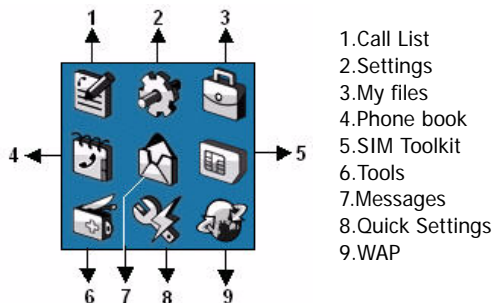 1 2 3
4 5
6 7 8 9
1.Call List
2.Settings
3.My files
4.Phone book
5.SIM Toolkit
6.Tools
7.Messages
8.Quick Settings
9.WAP